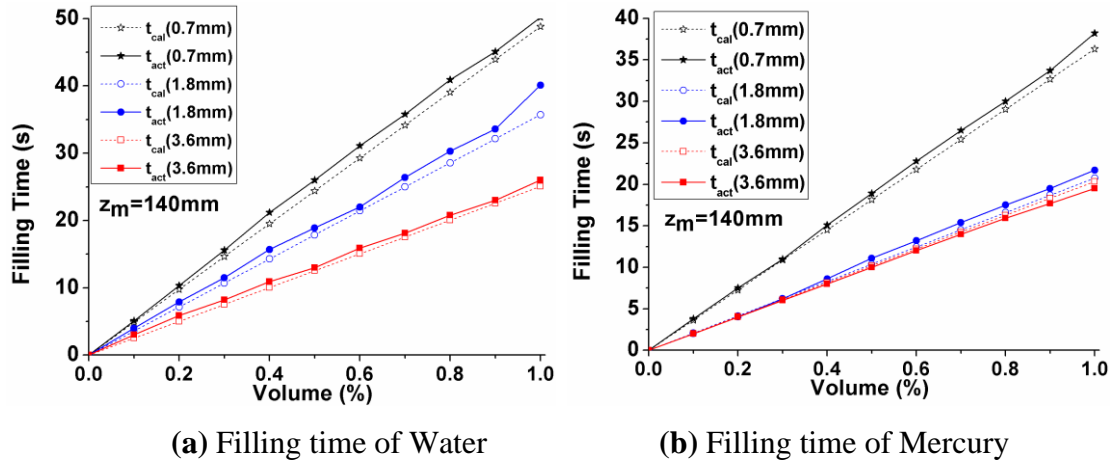 50
40
30
20
10
0
Filling Time (s)
t_cal(0.7mm)
t_act(0.7mm)
t_cal(1.8mm)
t_act(1.8mm)
t_cal(3.6mm)
t_act(3.6mm)
z_m=140mm
0.0 0.2 0.4 0.6 0.8 1.0
Volume (%)
(a) Filling time of Water
40
35
30
25
20
15
10
5
0
Filling Time (s)
t_cal(0.7mm)
t_act(0.7mm)
t_cal(1.8mm)
t_act(1.8mm)
t_cal(3.6mm)
t_act(3.6mm)
z_m=140mm
0.0 0.2 0.4 0.6 0.8 1.0
Volume (%)
(b) Filling time of Mercury